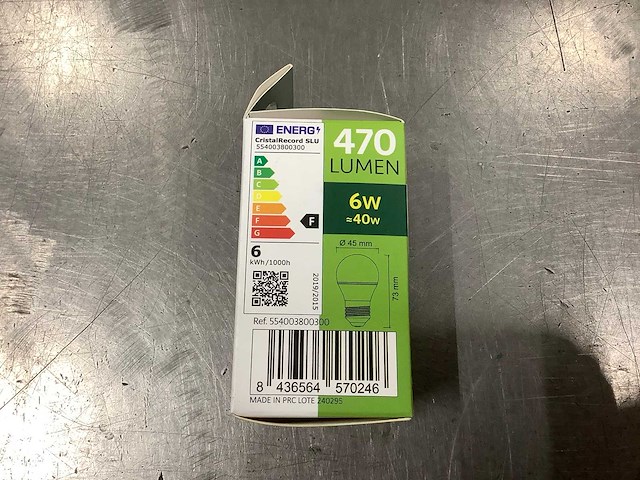 ENERG
CristalRecord SLU
554003800300
A
B
C
D
E
F
G
F
6
kWh/1000h
2019/2015
470
LUMEN
6W
≃40w
Ø 45 mm
73 mm
Ref. 554003800300
8 436564 570246
MADE IN PRC LOTE 240295